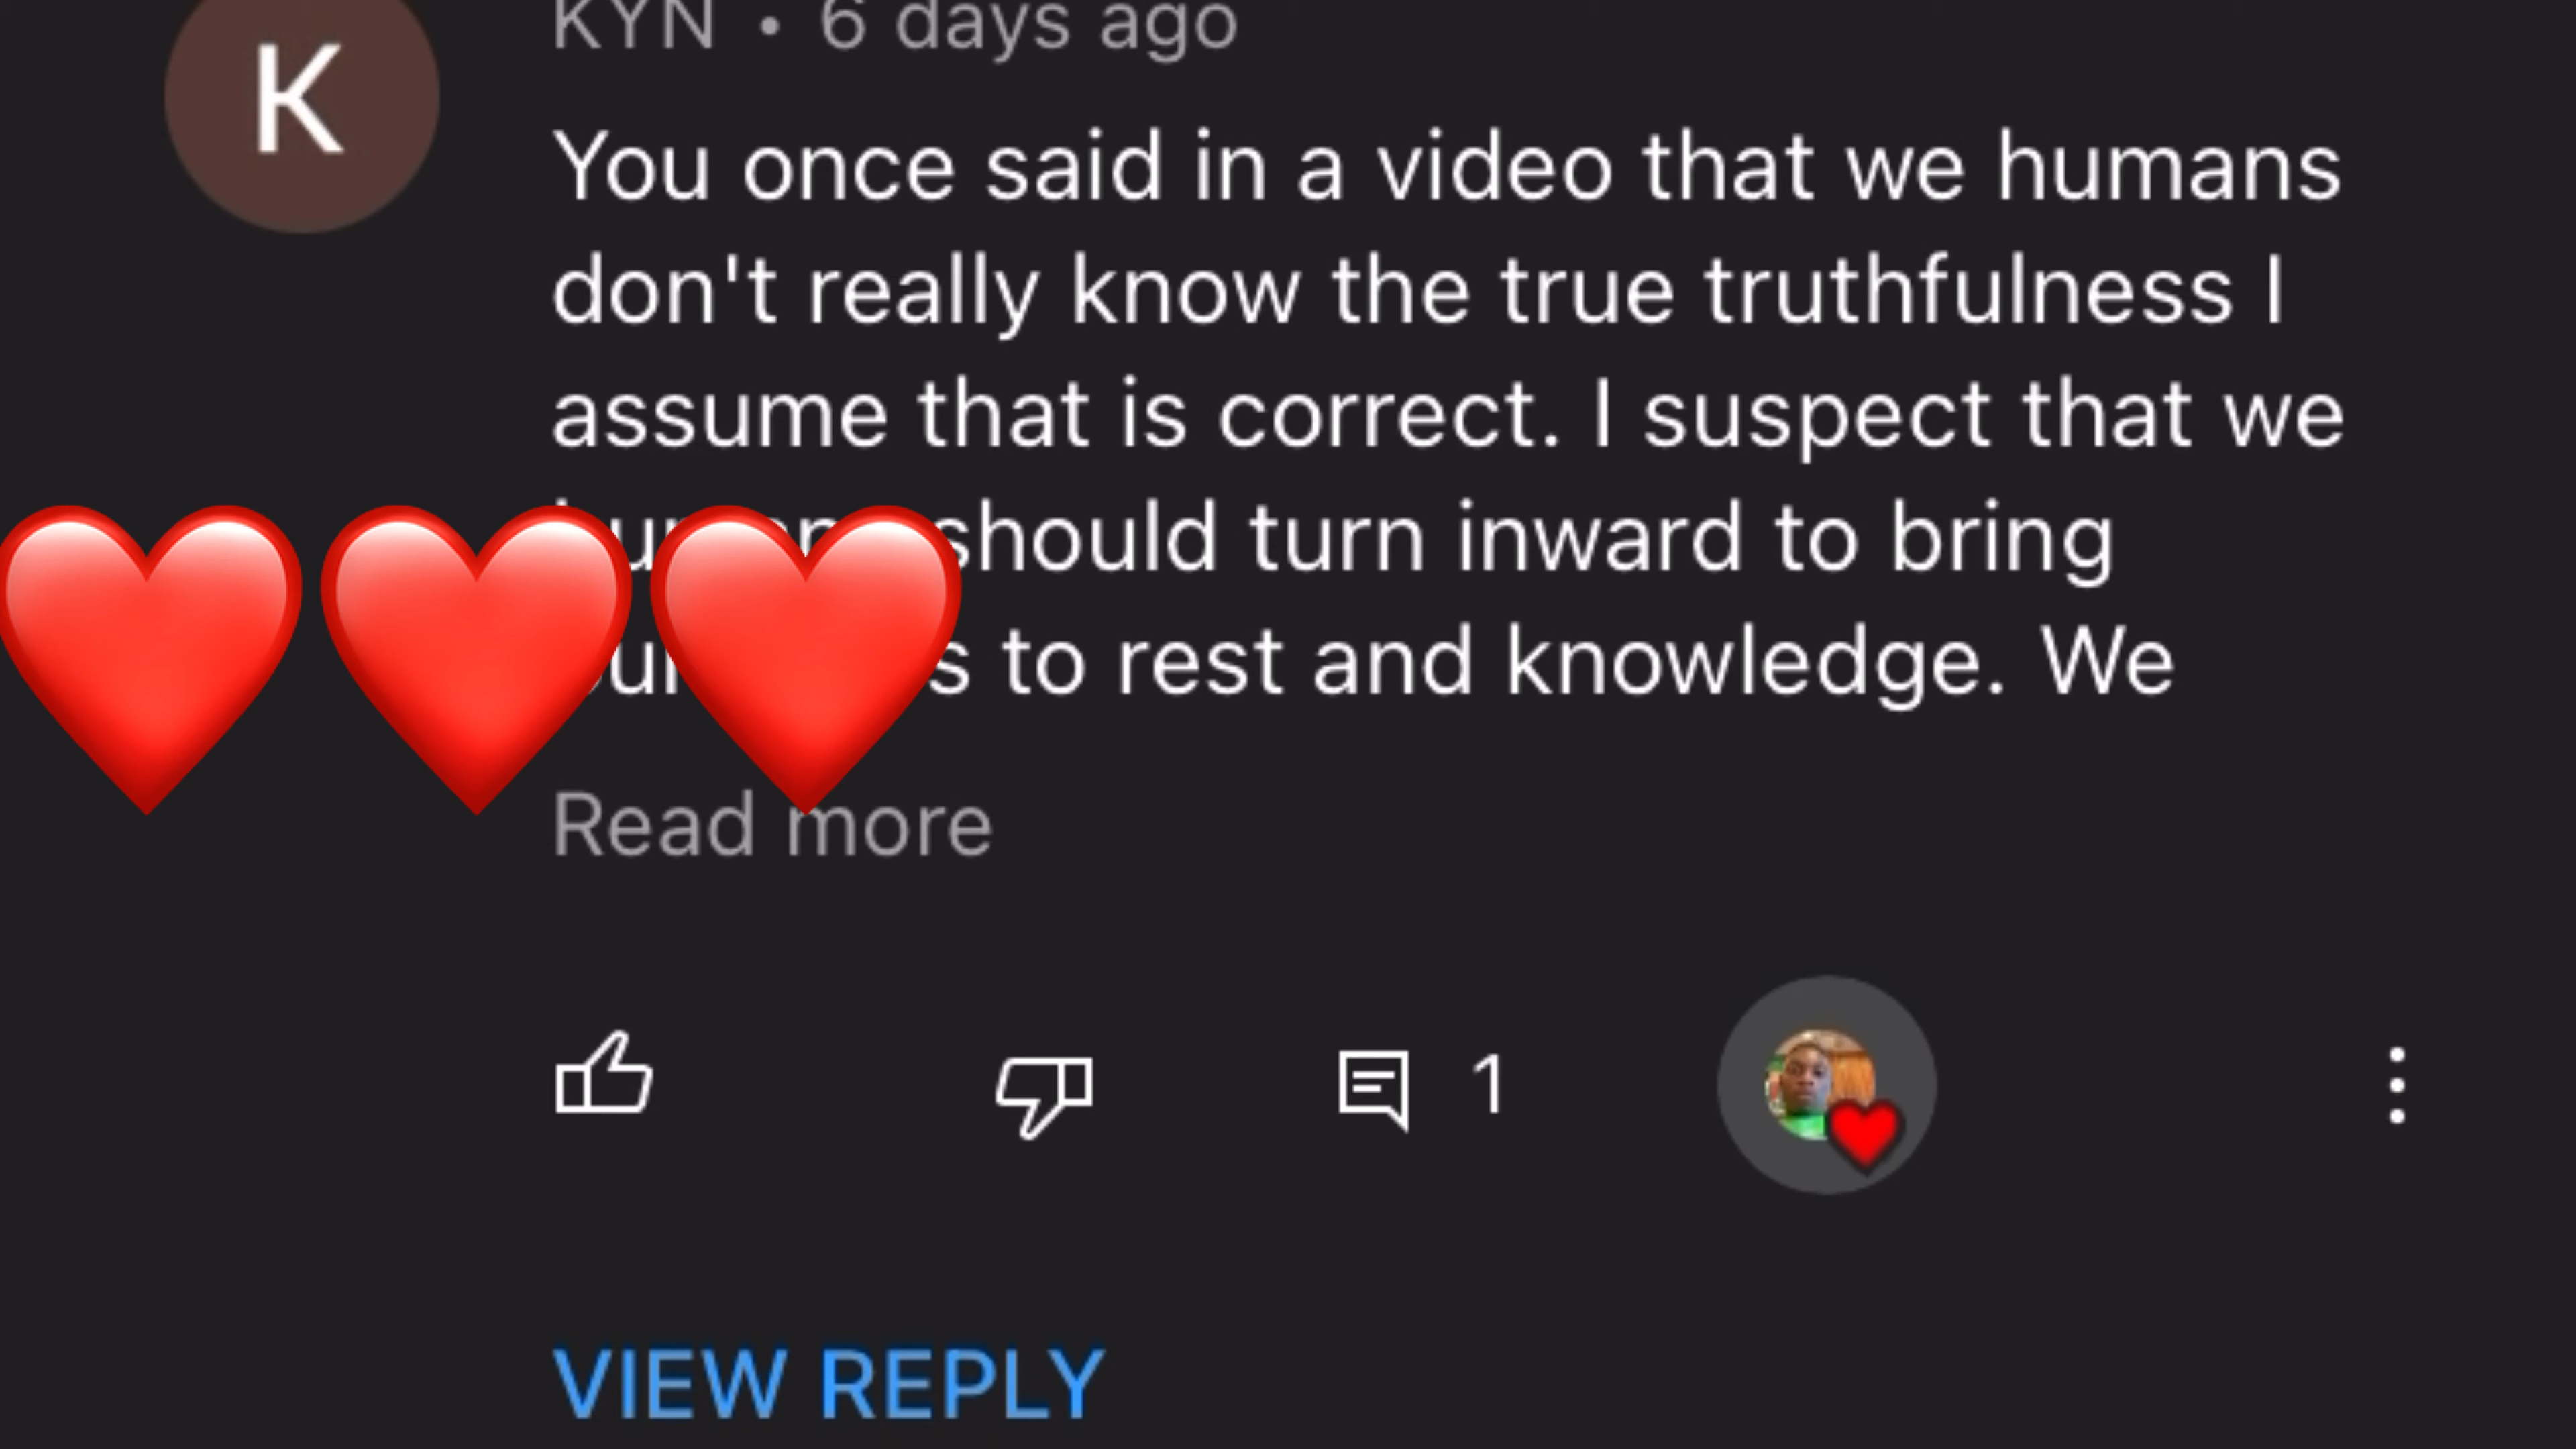 KYN • 6 days ago
K
You once said in a video that we humans
don't really know the true truthfulness I
assume that is correct. I suspect that we
should turn inward to bring
to rest and knowledge. We
Read more
1
VIEW REPLY